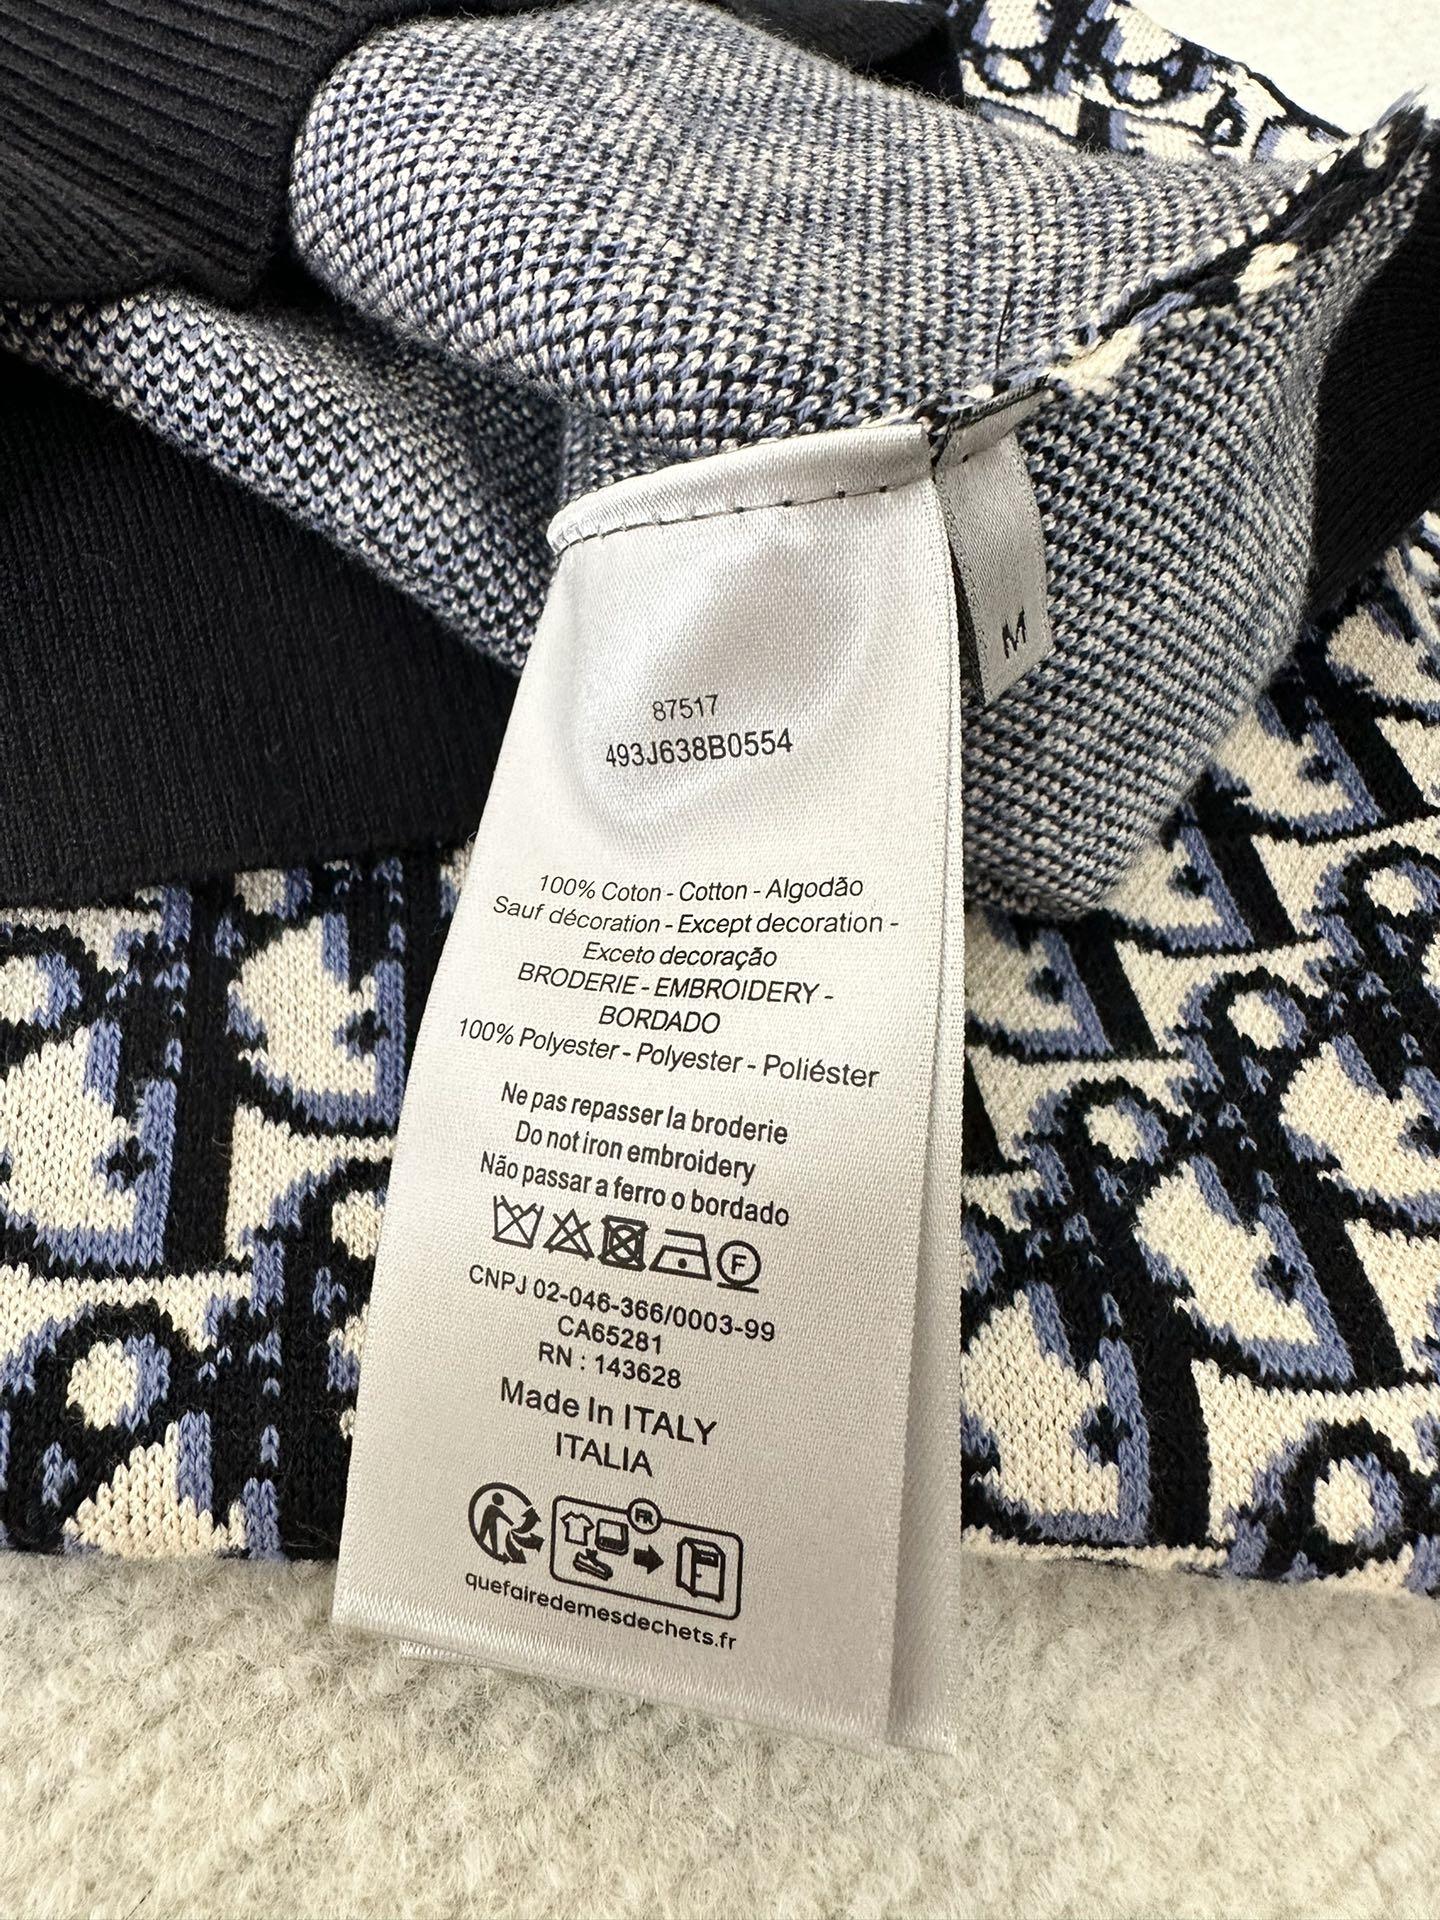 M
87517
493J638B0554
100% Coton - Cotton - Algodão
Sauf décoration - Except decoration -
Exceto decoração
BRODERIE - EMBROIDERY -
BORDADO
100% Polyester - Polyester - Poliéster
Ne pas repasser la broderie
Do not iron embroidery
Não passar a ferro o bordado
F
CNPJ 02-046-366/0003-99
CA65281
RN : 143628
Made In ITALY
ITALIA
FR
quefairedemesdechets.fr